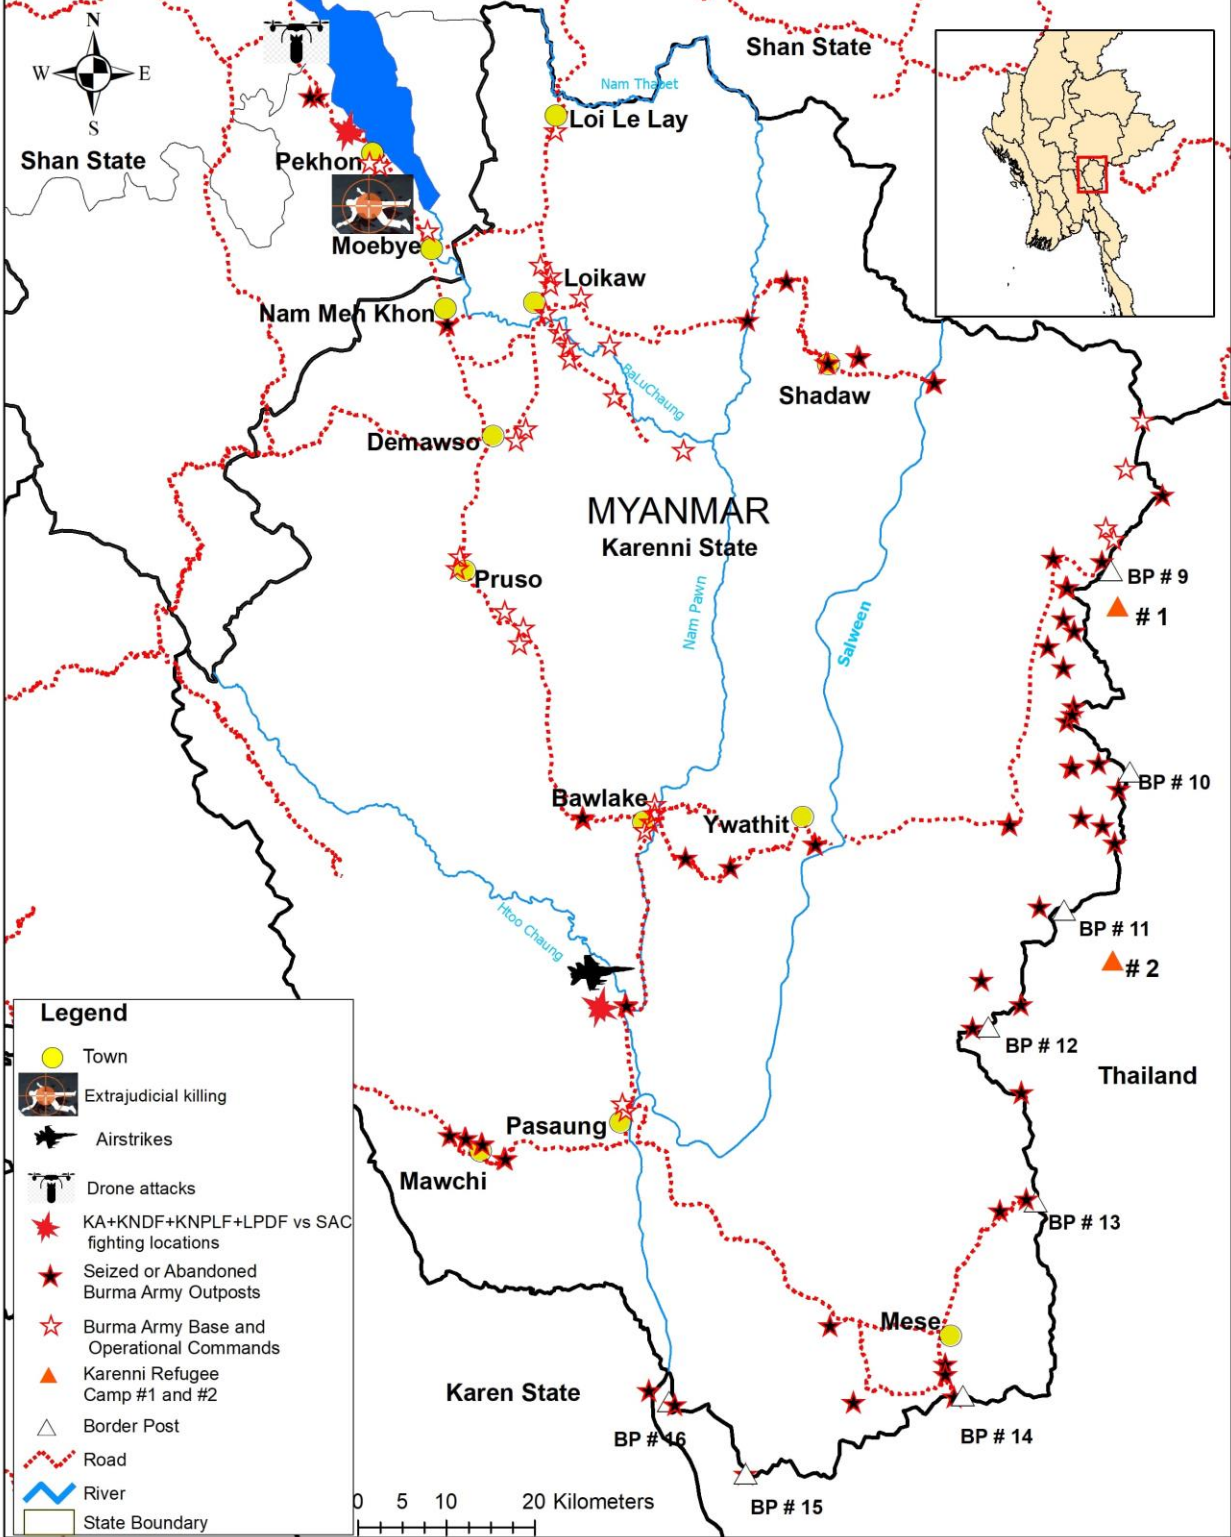 N
W
E
S
Shan State
Shan State
Nam Thabet
Loi Le Lay
Pekhon
Moebye
Loikaw
Nam Meh Khon
BaLuChaung
Shadaw
Demawso
MYANMAR
Karenni State
Pruso
BP # 9
# 1
Nam Pawn
Salween
BP # 10
Bawlake
Ywathit
Htoo Chaung
BP # 11
# 2
BP # 12
Thailand
Pasaung
Mawchi
BP # 13
Mese
Karen State
BP # 16
BP # 14
BP # 15
Legend
Town
Extrajudicial killing
Airstrikes
Drone attacks
KA+KNDF+KNPLF+LPDF vs SAC
fighting locations
Seized or Abandoned
Burma Army Outposts
Burma Army Base and
Operational Commands
Karenni Refugee
Camp #1 and #2
Border Post
Road
River
State Boundary
0 5 10 20 Kilometers